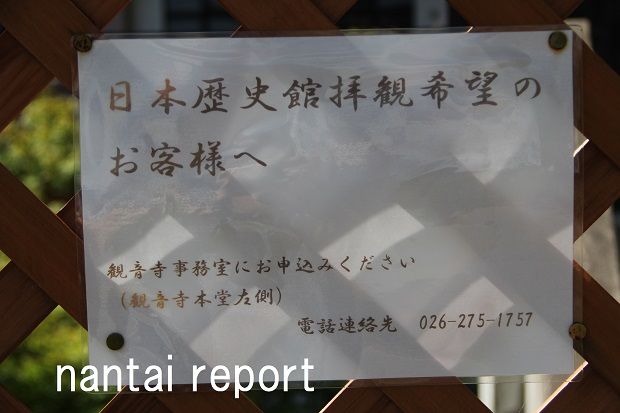 日本歴史館拝観希望の
お客様へ
観音寺事務室にお申込みください
(観音寺本堂左側)
電話連絡先 026-275-1757
nantai report